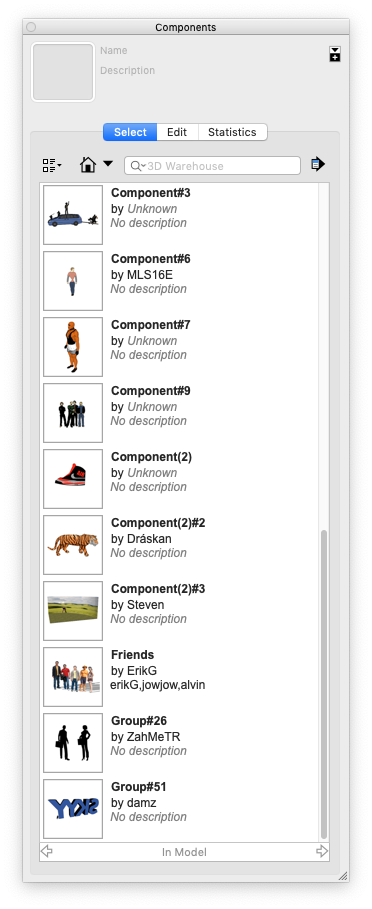 Components
Name
Description
Select Edit Statistics
3D Warehouse
Component#3
by Unknown
No description
Component#6
by MLS16E
No description
Component#7
by Unknown
No description
Component#9
by Unknown
No description
Component(2)
by Unknown
No description
Component(2)#2
by Dráskan
No description
Component(2)#3
by Steven
No description
Friends
by ErikG
erikG,jowjow,alvin
Group#26
by ZahMeTR
No description
Group#51
by damz
No description
In Model